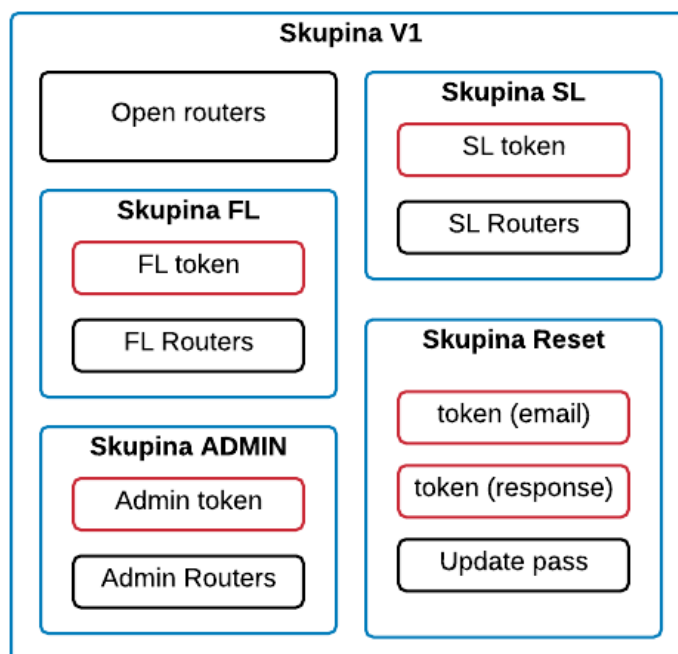 Skupina V1
Open routers
Skupina FL
FL token
FL Routers
Skupina ADMIN
Admin token
Admin Routers
Skupina SL
SL token
SL Routers
Skupina Reset
token (email)
token (response)
Update pass